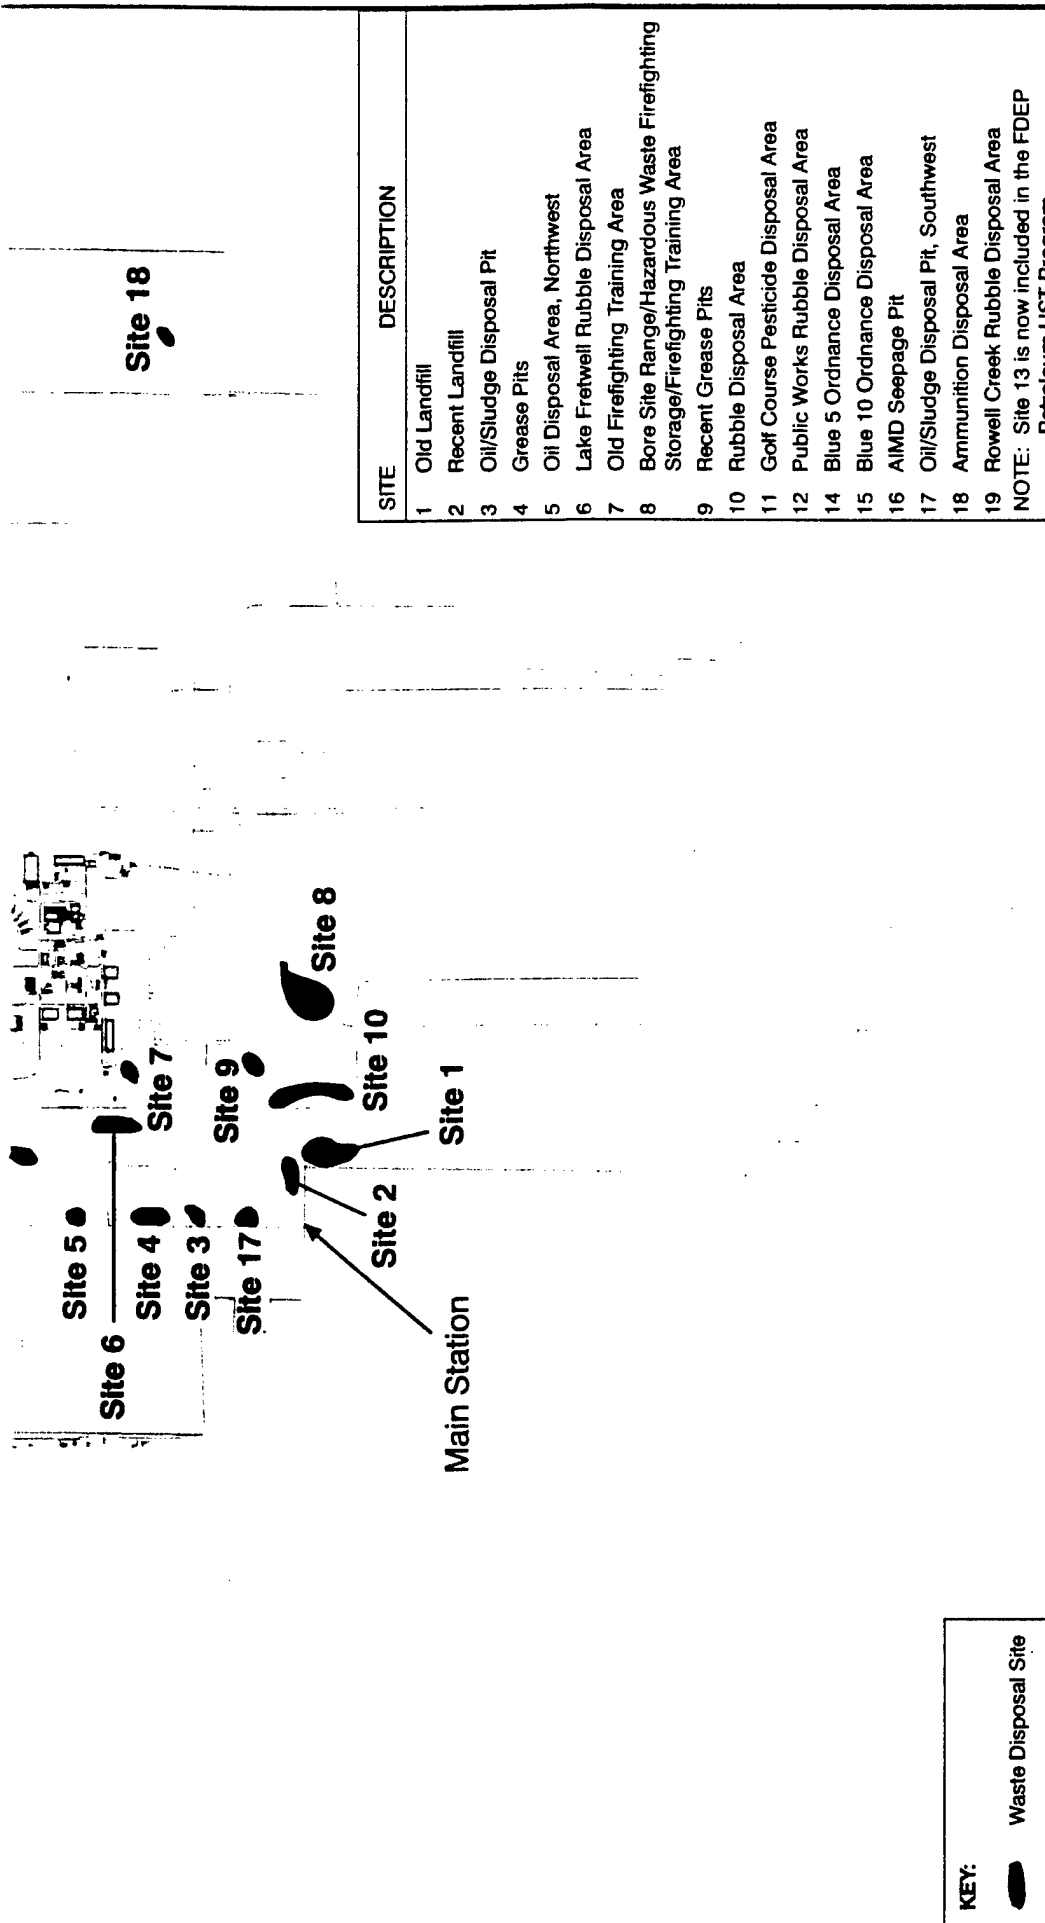 Site 18
Site 5
Site 6
Site 4
Site 7
Site 3
Site 9
Site 17
Site 8
Site 10
Site 2
Site 1
Main Station
SITE DESCRIPTION
1 Old Landfill
2 Recent Landfill
3 Oil/Sludge Disposal Pit
4 Grease Pits
5 Oil Disposal Area, Northwest
6 Lake Fretwell Rubble Disposal Area
7 Old Firefighting Training Area
8 Bore Site Range/Hazardous Waste Firefighting
Storage/Firefighting Training Area
9 Recent Grease Pits
10 Rubble Disposal Area
11 Golf Course Pesticide Disposal Area
12 Public Works Rubble Disposal Area
14 Blue 5 Ordnance Disposal Area
15 Blue 10 Ordnance Disposal Area
16 AIMD Seepage Pit
17 Oil/Sludge Disposal Pit, Southwest
18 Ammunition Disposal Area
19 Rowell Creek Rubble Disposal Area
NOTE: Site 13 is now included in the FDEP
Petroleum UST Program
KEY:
Waste Disposal Site